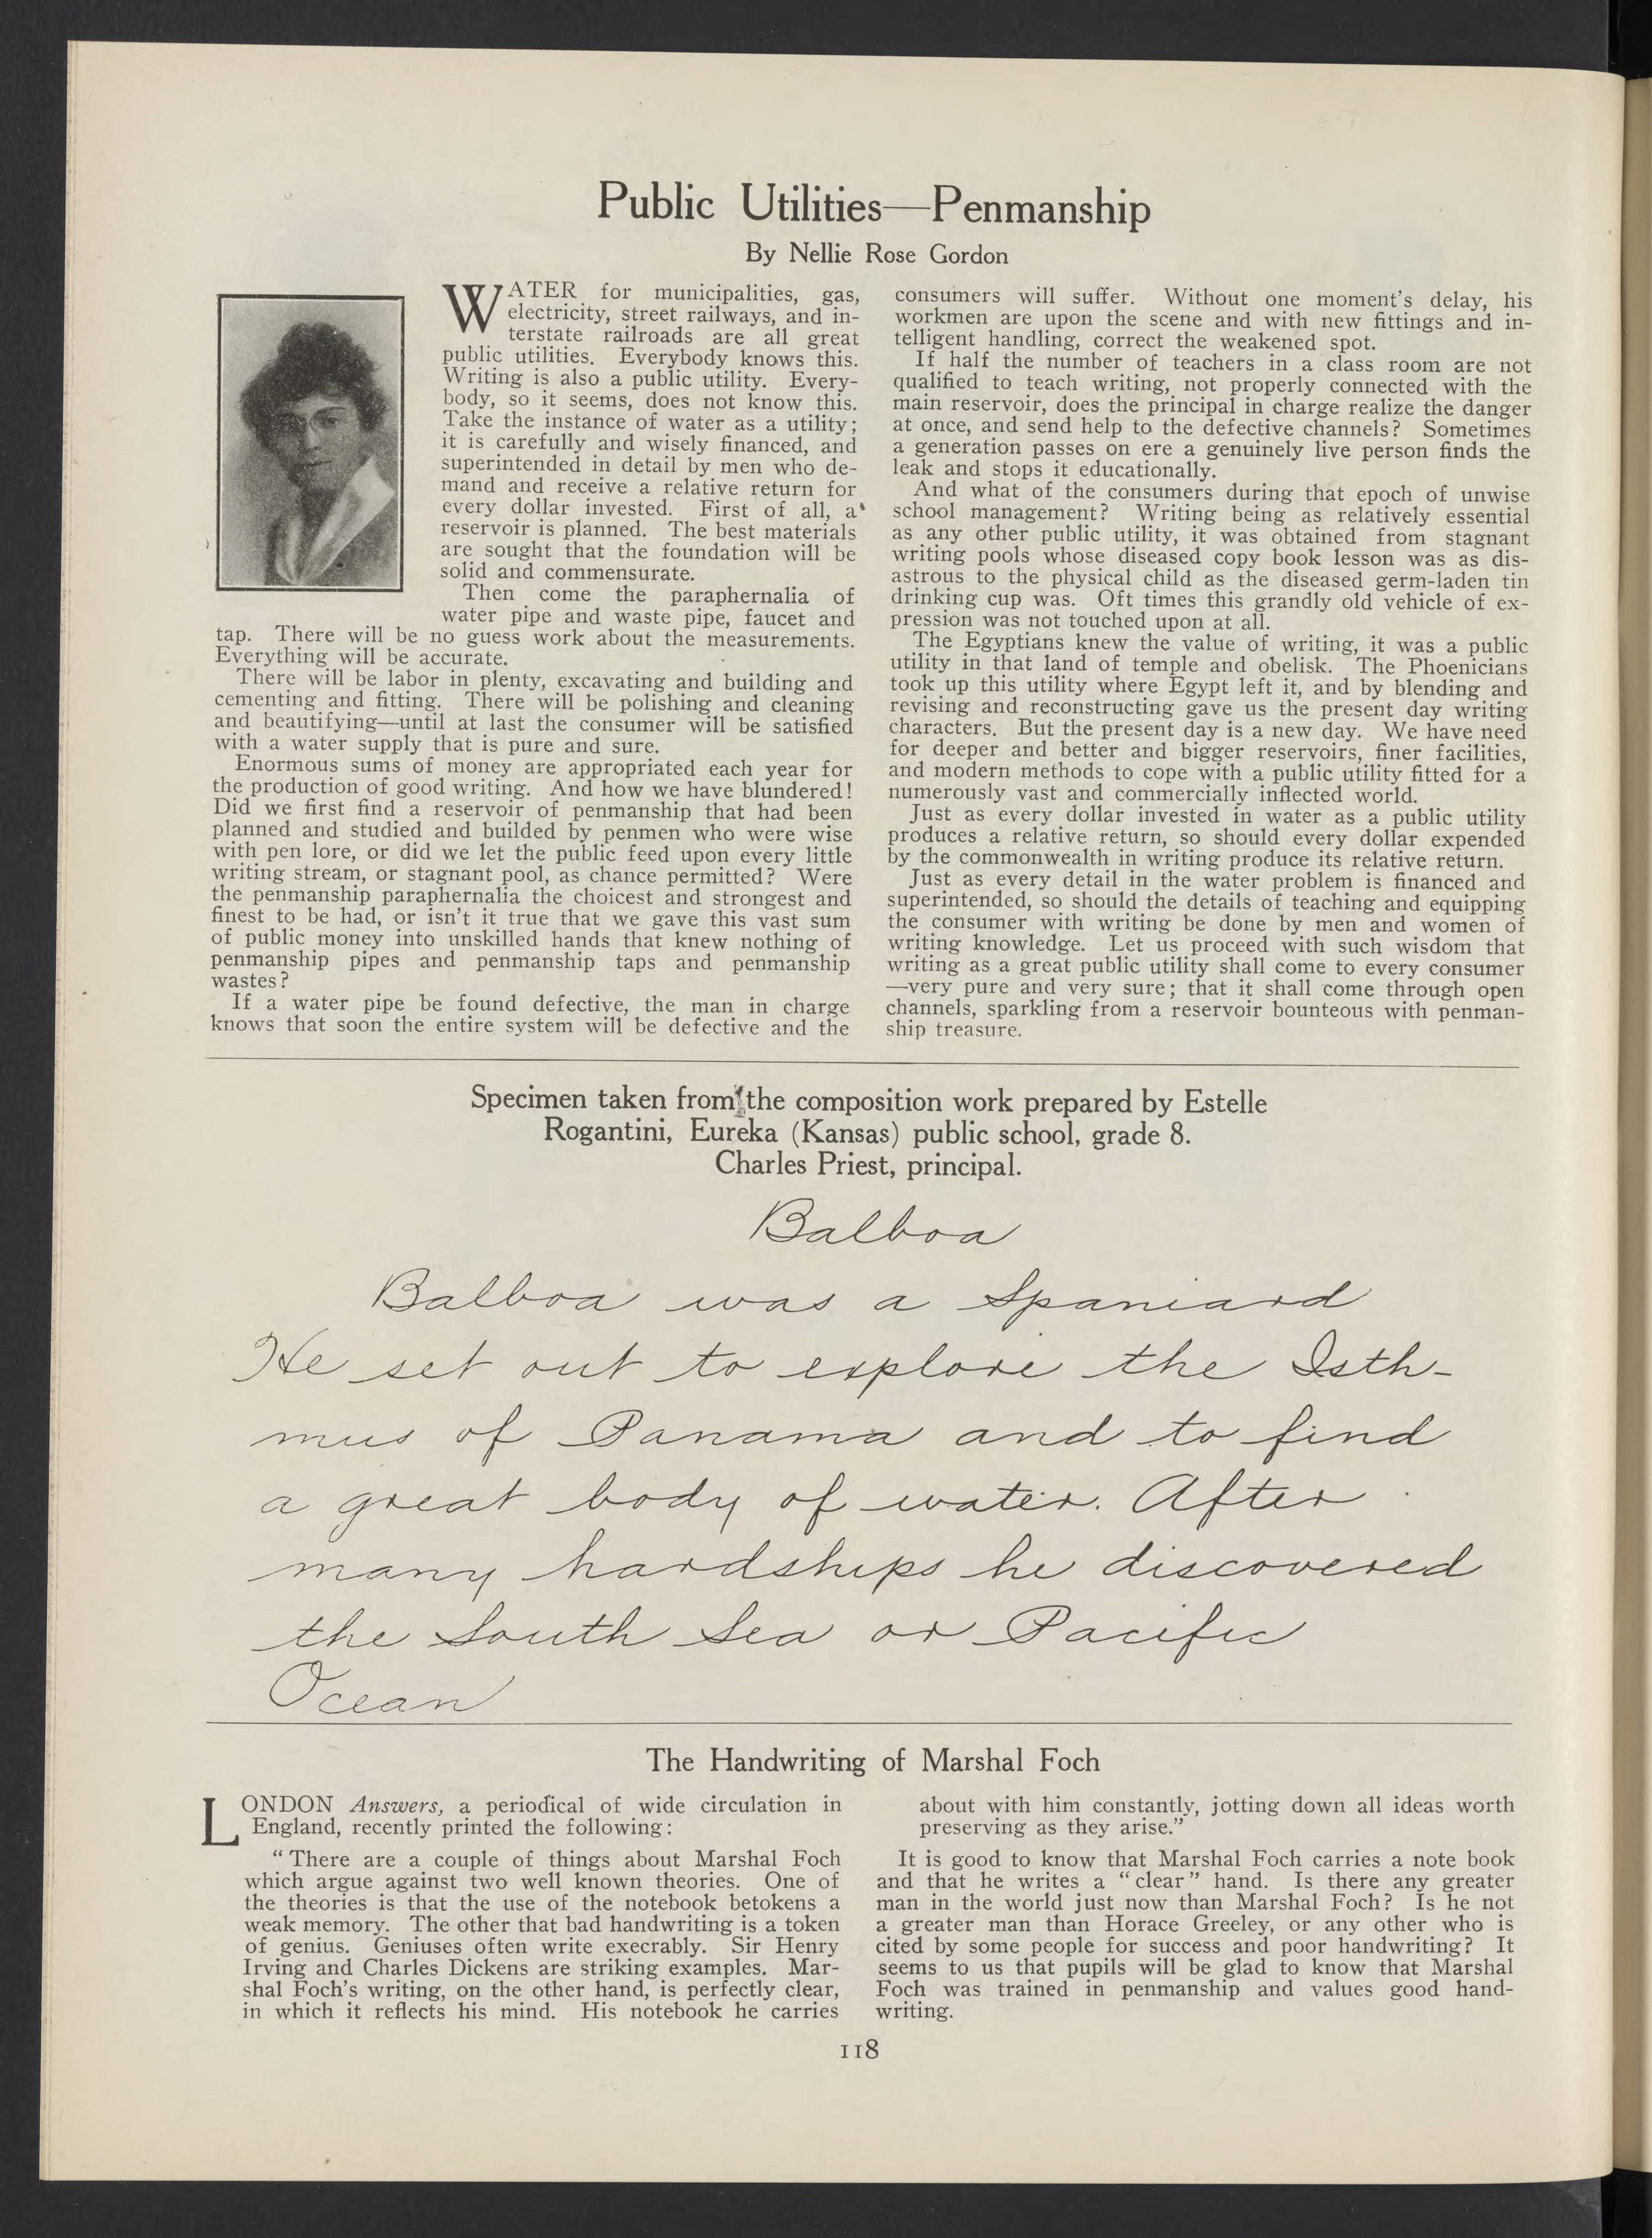 Public Utilities—Penmanship
By Nellie Rose Gordon
WATER for municipalities, gas,
electricity, street railways, and in-
terstate railroads are all great
public utilities. Everybody knows this.
Writing is also a public utility. Every-
body, so it seems, does not know this.
Take the instance of water as a utility;
it is carefully and wisely financed, and
superintended in detail by men who de-
mand and receive a relative return for
every dollar invested. First of all, a
reservoir is planned. The best materials
are sought that the foundation will be
solid and commensurate.
Then come the paraphernalia of
water pipe and waste pipe, faucet and
tap. There will be no guess work about the measurements.
Everything will be accurate.
There will be labor in plenty, excavating and building and
cementing and fitting. There will be polishing and cleaning
and beautifying—until at last the consumer will be satisfied
with a water supply that is pure and sure.
Enormous sums of money are appropriated each year for
the production of good writing. And how we have blundered!
Did we first find a reservoir of penmanship that had been
planned and studied and builded by penmen who were wise
with pen lore, or did we let the public feed upon every little
writing stream, or stagnant pool, as chance permitted? Were
the penmanship paraphernalia the choicest and strongest and
finest to be had, or isn't it true that we gave this vast sum
of public money into unskilled hands that knew nothing of
penmanship pipes and penmanship taps and penmanship
wastes?
If a water pipe be found defective, the man in charge
knows that soon the entire system will be defective and the
consumers will suffer. Without one moment's delay, his
workmen are upon the scene and with new fittings and in-
telligent handling, correct the weakened spot.
If half the number of teachers in a class room are not
qualified to teach writing, not properly connected with the
main reservoir, does the principal in charge realize the danger
at once, and send help to the defective channels? Sometimes
a generation passes on ere a genuinely live person finds the
leak and stops it educationally.
And what of the consumers during that epoch of unwise
school management? Writing being as relatively essential
as any other public utility, it was obtained from stagnant
writing pools whose diseased copy book lesson was as dis-
astrous to the physical child as the diseased germ-laden tin
drinking cup was. Oft times this grandly old vehicle of ex-
pression was not touched upon at all.
The Egyptians knew the value of writing, it was a public
utility in that land of temple and obelisk. The Phoenicians
took up this utility where Egypt left it, and by blending and
revising and reconstructing gave us the present day writing
characters. But the present day is a new day. We have need
for deeper and better and bigger reservoirs, finer facilities,
and modern methods to cope with a public utility fitted for a
numerously vast and commercially inflected world.
Just as every dollar invested in water as a public utility
produces a relative return, so should every dollar expended
by the commonwealth in writing produce its relative return.
Just as every detail in the water problem is financed and
superintended, so should the details of teaching and equipping
the consumer with writing be done by men and women of
writing knowledge. Let us proceed with such wisdom that
writing as a great public utility shall come to every consumer
—very pure and very sure; that it shall come through open
channels, sparkling from a reservoir bounteous with penman-
ship treasure.
Specimen taken from the composition work prepared by Estelle
Rogantini, Eureka (Kansas) public school, grade 8.
Charles Priest, principal.
Balboa
Balboa was a Spaniard
He set out to explore the Isth-
mus of Panama and to find
a great body of water. After
many hardships he discovered
the South Sea or Pacific
Ocean
The Handwriting of Marshal Foch
LONDON Answers, a periodical of wide circulation in
England, recently printed the following:
"There are a couple of things about Marshal Foch
which argue against two well known theories. One of
the theories is that the use of the notebook betokens a
weak memory. The other that bad handwriting is a token
of genius. Geniuses often write execrably. Sir Henry
Irving and Charles Dickens are striking examples. Mar-
shal Foch's writing, on the other hand, is perfectly clear,
in which it reflects his mind. His notebook he carries
about with him constantly, jotting down all ideas worth
preserving as they arise."
It is good to know that Marshal Foch carries a note book
and that he writes a "clear" hand. Is there any greater
man in the world just now than Marshal Foch? Is he not
a greater man than Horace Greeley, or any other who is
cited by some people for success and poor handwriting? It
seems to us that pupils will be glad to know that Marshal
Foch was trained in penmanship and values good hand-
writing.
118